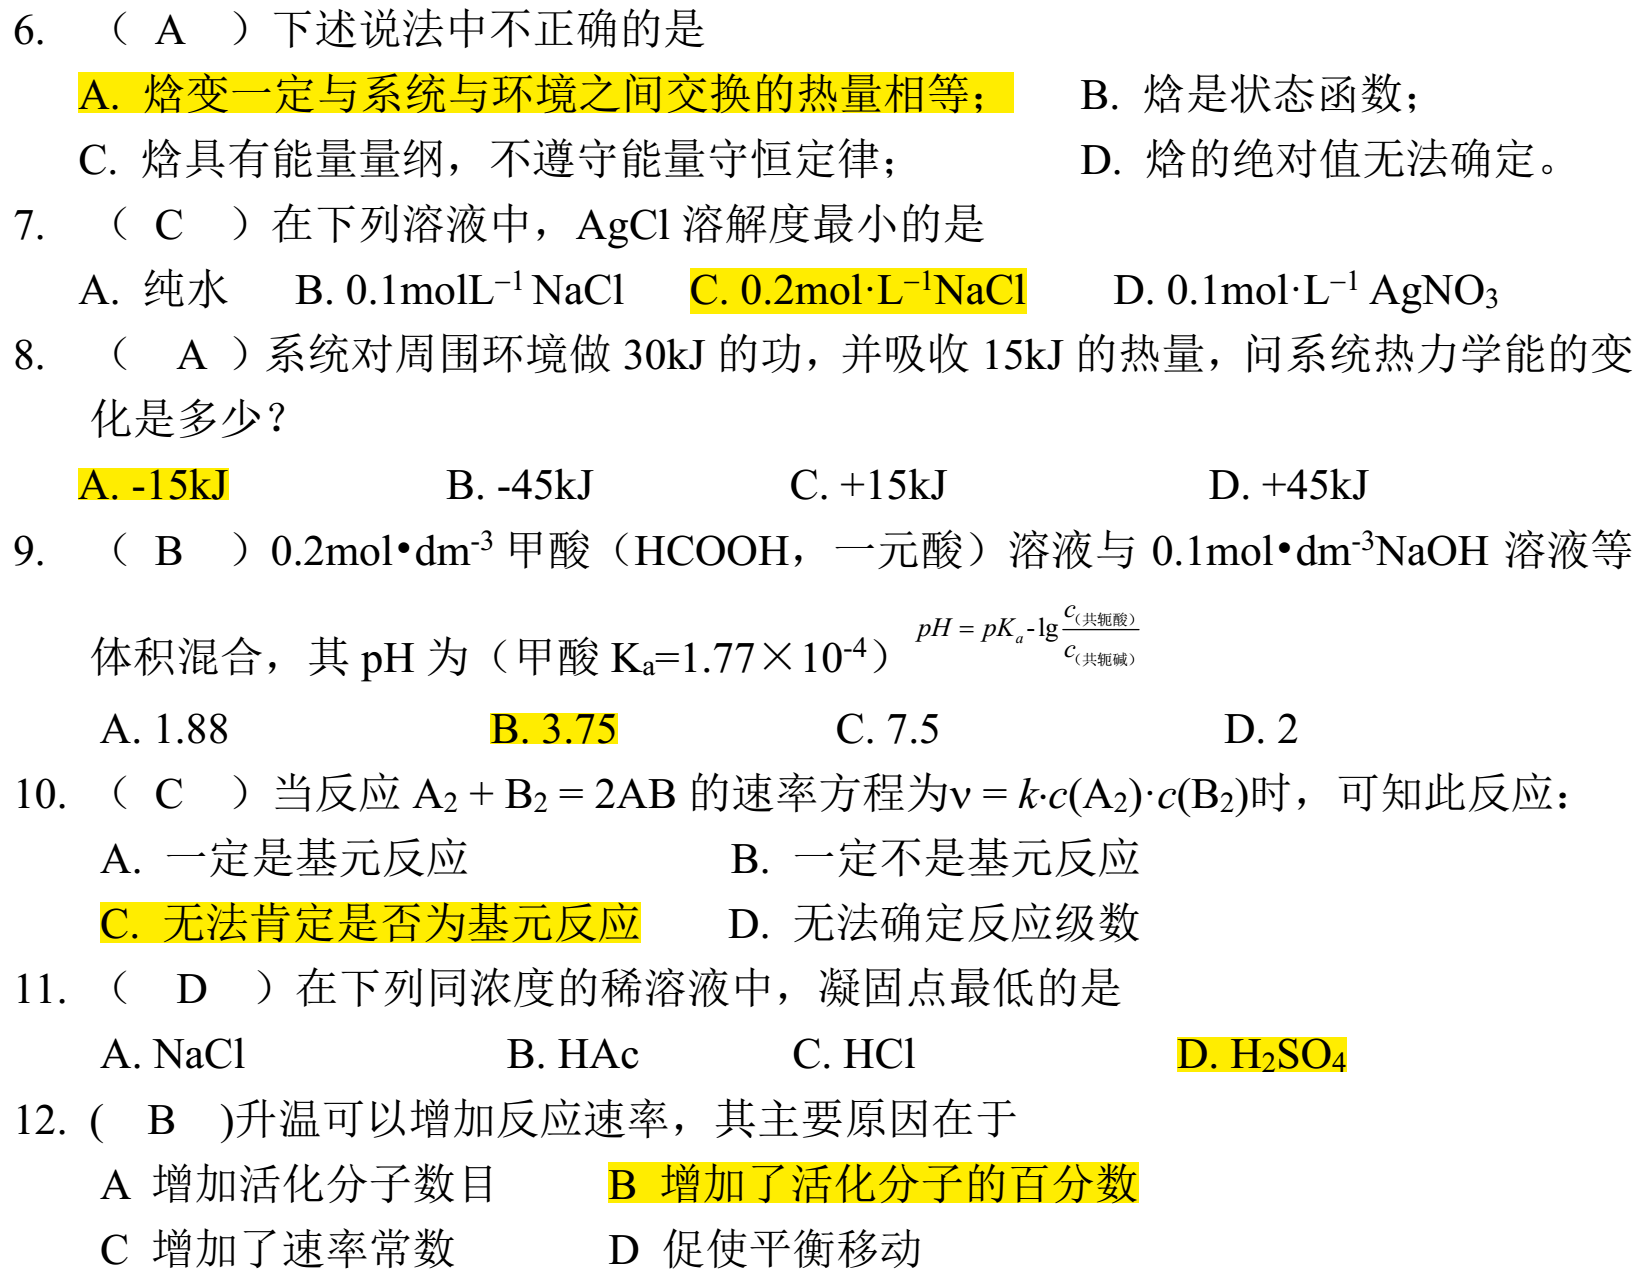 6. （ A ）下述说法中不正确的是
A. 焓变一定与系统与环境之间交换的热量相等； B. 焓是状态函数；
C. 焓具有能量量纲，不遵守能量守恒定律； D. 焓的绝对值无法确定。
7. （ C ）在下列溶液中，AgCl 溶解度最小的是
A. 纯水 B. 0.1molL⁻¹ NaCl C. 0.2mol·L⁻¹NaCl D. 0.1mol·L⁻¹ AgNO₃
8. （ A ）系统对周围环境做 30kJ 的功，并吸收 15kJ 的热量，问系统热力学能的变
化是多少？
A. -15kJ B. -45kJ C. +15kJ D. +45kJ
9. （ B ）0.2mol•dm⁻³ 甲酸（HCOOH，一元酸）溶液与 0.1mol•dm⁻³NaOH 溶液等
体积混合，其 pH 为（甲酸 Kₐ=1.77×10⁻⁴） pH = pKₐ-lg c(共轭酸)/c(共轭碱)
A. 1.88 B. 3.75 C. 7.5 D. 2
10. （ C ）当反应 A₂ + B₂ = 2AB 的速率方程为ν = k·c(A₂)·c(B₂)时，可知此反应：
A. 一定是基元反应 B. 一定不是基元反应
C. 无法肯定是否为基元反应 D. 无法确定反应级数
11. （ D ）在下列同浓度的稀溶液中，凝固点最低的是
A. NaCl B. HAc C. HCl D. H₂SO₄
12. ( B )升温可以增加反应速率，其主要原因在于
A 增加活化分子数目 B 增加了活化分子的百分数
C 增加了速率常数 D 促使平衡移动